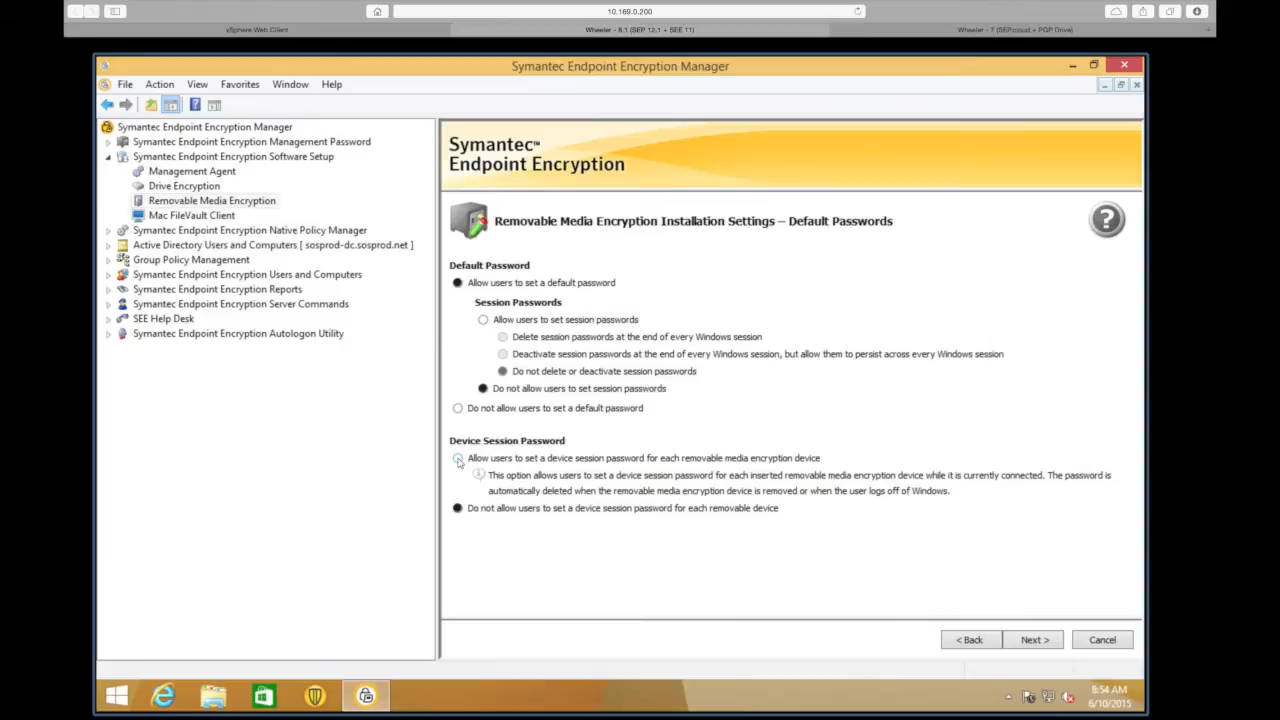 10.169.0.200
vSphere Web Client
Wheeler - 8.1 (SEP 12.1 + SEE 11)
Wheeler - 7 (SEP.cloud + PGP Drive)
Symantec Endpoint Encryption Manager
File Action View Favorites Window Help
Symantec Endpoint Encryption Manager
Symantec Endpoint Encryption Management Password
Symantec Endpoint Encryption Software Setup
Management Agent
Drive Encryption
Removable Media Encryption
Mac FileVault Client
Symantec Endpoint Encryption Native Policy Manager
Active Directory Users and Computers [ sosprod-dc.sosprod.net ]
Group Policy Management
Symantec Endpoint Encryption Users and Computers
Symantec Endpoint Encryption Reports
Symantec Endpoint Encryption Server Commands
SEE Help Desk
Symantec Endpoint Encryption Autologon Utility
Symantec™
Endpoint Encryption
Removable Media Encryption Installation Settings – Default Passwords
Default Password
Allow users to set a default password
Session Passwords
Allow users to set session passwords
Delete session passwords at the end of every Windows session
Deactivate session passwords at the end of every Windows session, but allow them to persist across every Windows session
Do not delete or deactivate session passwords
Do not allow users to set session passwords
Do not allow users to set a default password
Device Session Password
Allow users to set a device session password for each removable media encryption device
This option allows users to set a device session password for each inserted removable media encryption device while it is currently connected. The password is
automatically deleted when the removable media encryption device is removed or when the user logs off of Windows.
Do not allow users to set a device session password for each removable device
< Back
Next >
Cancel
8:54 AM
6/10/2015